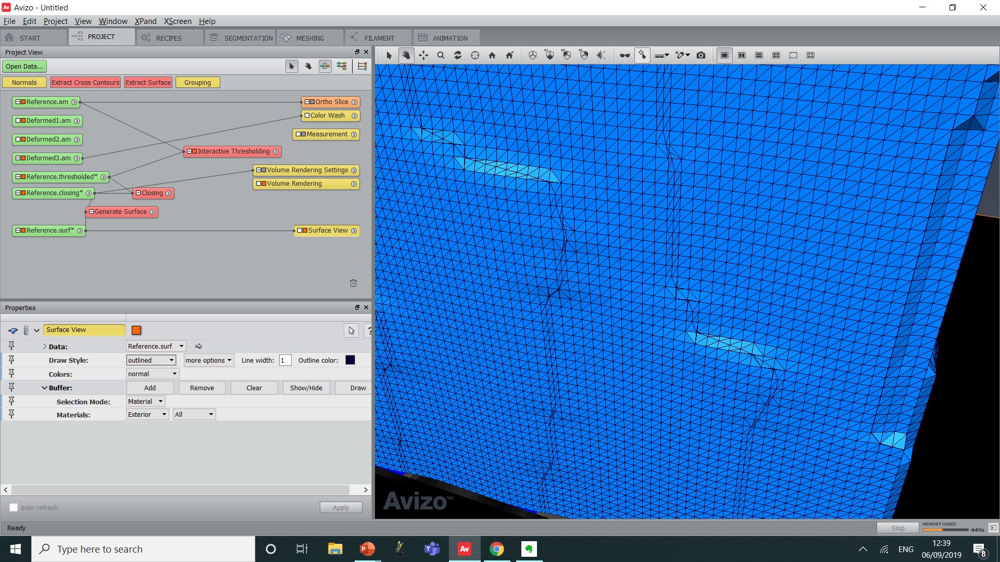 Av Avizo - Untitled
File Edit Project View Window XPand XScreen Help
START PROJECT RECIPES SEGMENTATION MESHING FILAMENT ANIMATION
Project View
Open Data...
Normals Extract Cross Contours Extract Surface Grouping
Reference.am Ortho Slice
Color Wash
Deformed1.am
Measurement
Deformed2.am
Interactive Thresholding
Deformed3.am
Volume Rendering Settings
Reference.thresholded*
Volume Rendering
Reference.closing* Closing
Generate Surface
Reference.surf* Surface View
XY XZ YZ
Properties
Surface View ?
Data: Reference.surf
Draw Style: outlined more options Line width: 1 Outline color:
Colors: normal
Buffer: Add Remove Clear Show/Hide Draw
Selection Mode: Material
Materials: Exterior All
auto-refresh Apply
Avizo™
Ready Stop MEMORY USAGE 44%
Type here to search
P Av
ENG
12:39
06/09/2019
8